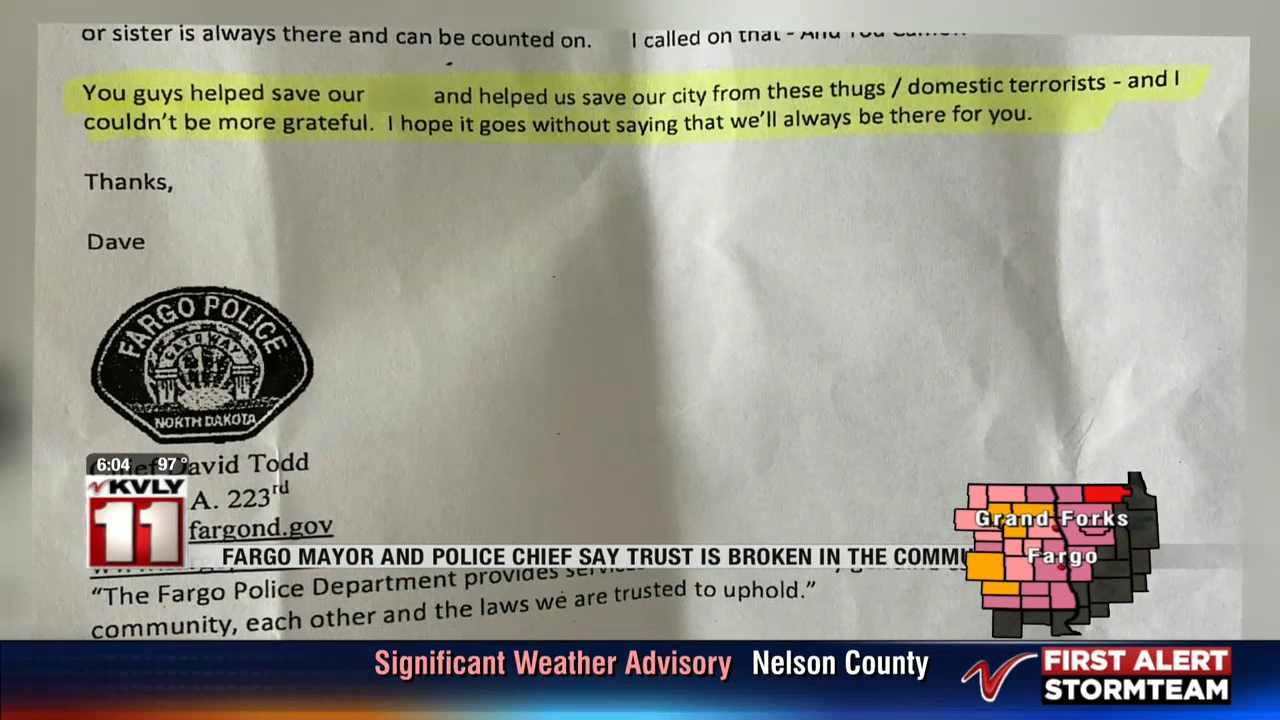 or sister is always there and can be counted on. I called on that -
You guys helped save our and helped us save our city from these thugs / domestic terrorists - and I
couldn't be more grateful. I hope it goes without saying that we'll always be there for you.
Thanks,
Dave
FARGO POLICE
GATEWAY
NORTH DAKOTA
Chief David Todd
6:04 97°
KVLY
11
A. 223rd
fargond.gov
FARGO MAYOR AND POLICE CHIEF SAY TRUST IS BROKEN IN THE COMMU
Grand Forks
Fargo
"The Fargo Police Department provides
community, each other and the laws we are trusted to uphold."
Significant Weather Advisory Nelson County
FIRST ALERT
STORMTEAM